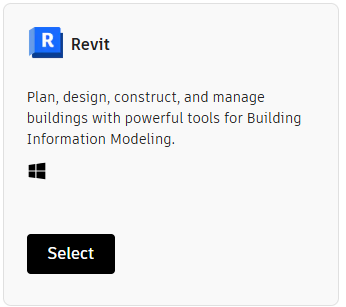 R
Revit
Plan, design, construct, and manage
buildings with powerful tools for Building
Information Modeling.
Select